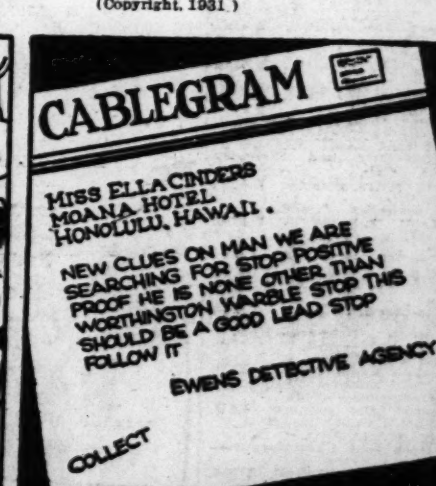 (Copyright, 1931.)
CABLEGRAM
MISS ELLA CINDERS
MOANA HOTEL
HONOLULU, HAWAII.
NEW CLUES ON MAN WE ARE
SEARCHING FOR STOP POSITIVE
PROOF HE IS NONE OTHER THAN
WORTHINGTON WARBLE STOP THIS
SHOULD BE A GOOD LEAD STOP
FOLLOW IT
EWENS DETECTIVE AGENCY
COLLECT